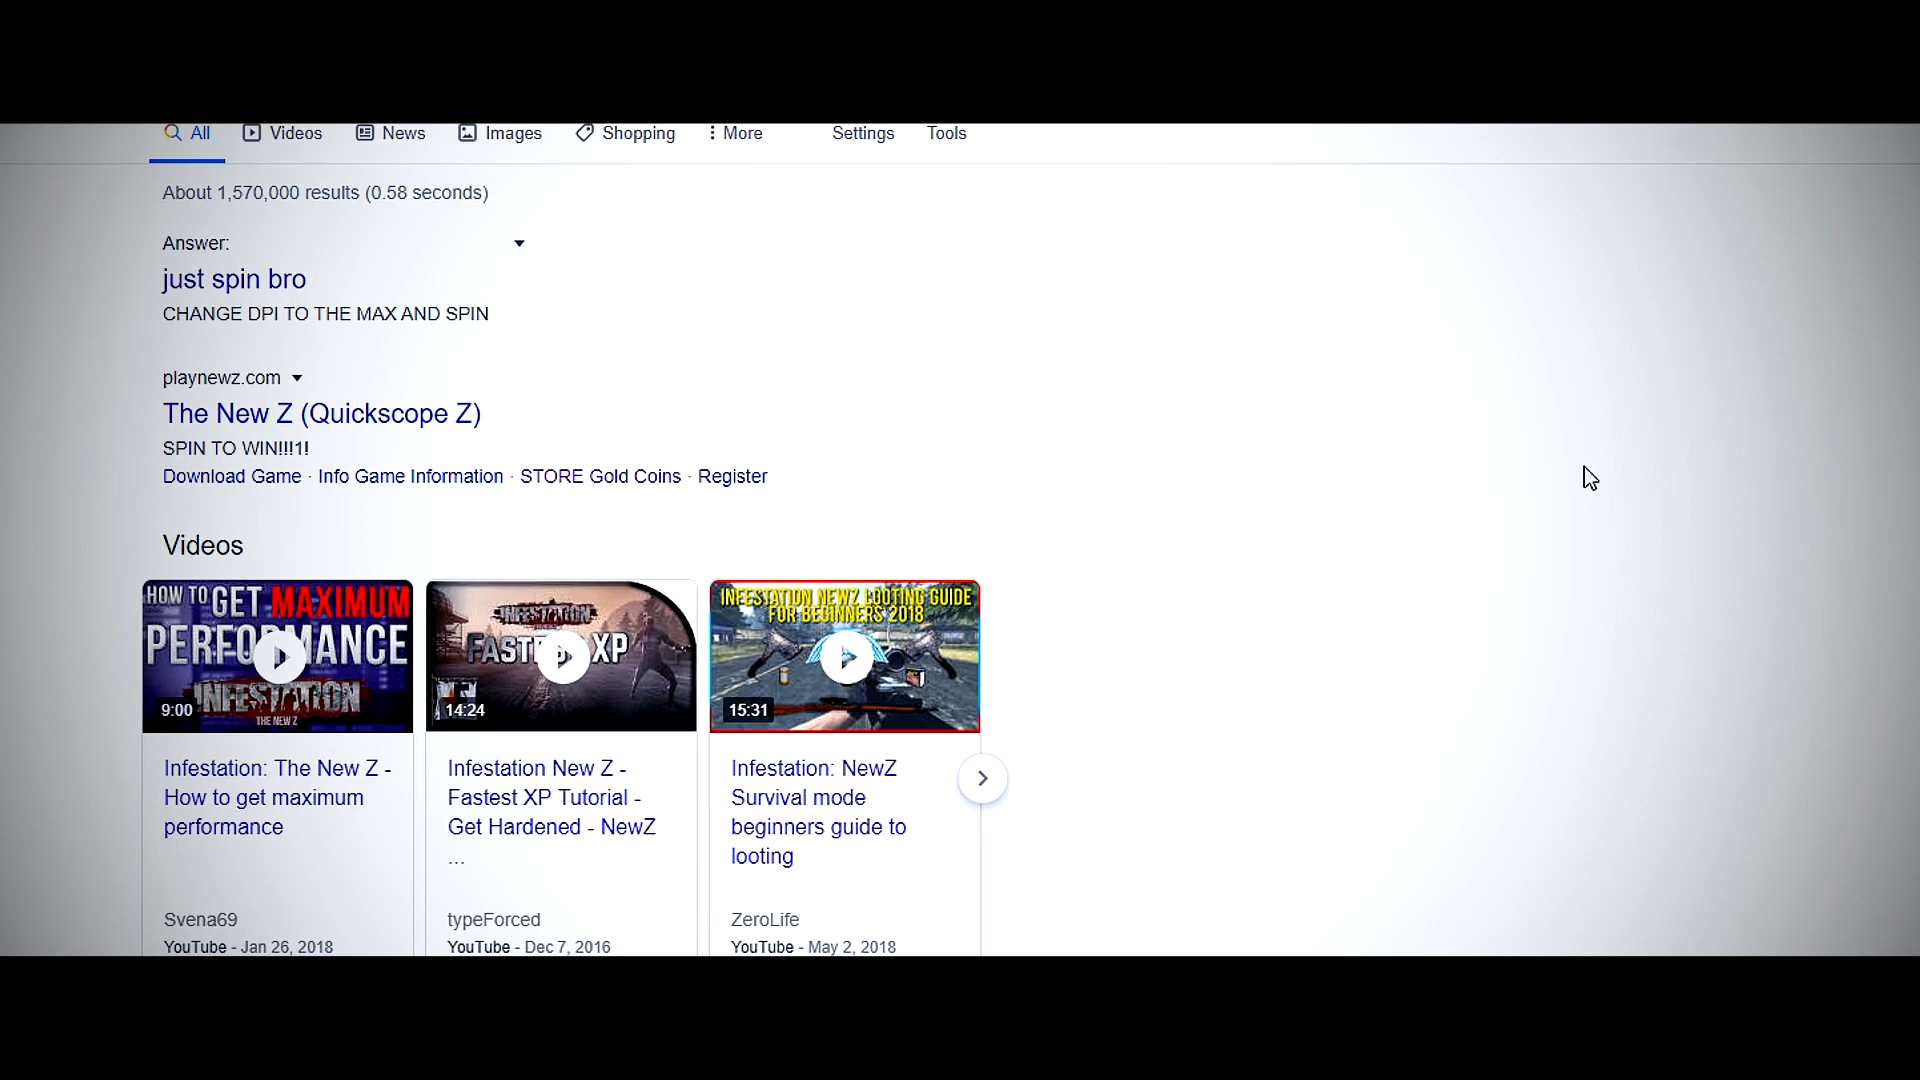 All Videos News Images Shopping More Settings Tools
About 1,570,000 results (0.58 seconds)
Answer:
just spin bro
CHANGE DPI TO THE MAX AND SPIN
playnewz.com
The New Z (Quickscope Z)
SPIN TO WIN!!!1!
Download Game · Info Game Information · STORE Gold Coins · Register
Videos
HOW TO GET MAXIMUM
PERFORMANCE
INFESTATION
THE NEW Z
9:00
INFESTATION
FASTEST XP
14:24
INFESTATION NEWZ LOOTING GUIDE
FOR BEGINNERS 2018
15:31
Infestation: The New Z -
How to get maximum
performance
Svena69
YouTube - Jan 26, 2018
Infestation New Z -
Fastest XP Tutorial -
Get Hardened - NewZ
...
typeForced
YouTube - Dec 7, 2016
Infestation: NewZ
Survival mode
beginners guide to
looting
ZeroLife
YouTube - May 2, 2018